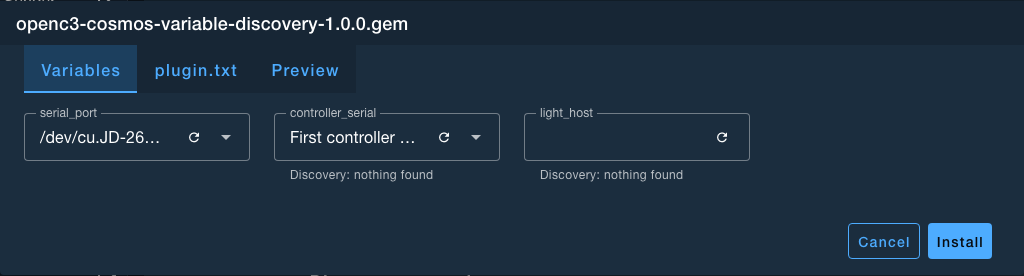 openc3-cosmos-variable-discovery-1.0.0.gem
Variables plugin.txt Preview
serial_port controller_serial light_host
/dev/cu.JD-26... First controller ...
Discovery: nothing found Discovery: nothing found
Cancel Install